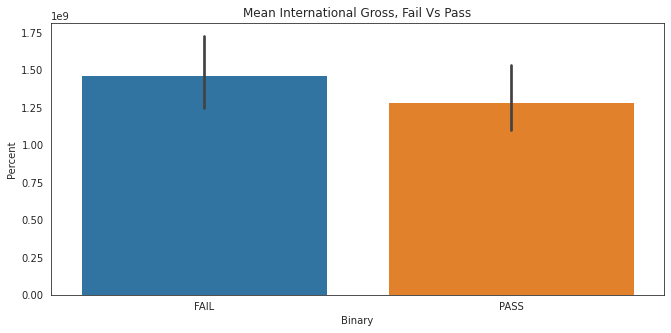 Mean International Gross, Fail Vs Pass
1e9
1.75
1.50
1.25
1.00
0.75
0.50
0.25
0.00
Percent
FAIL
PASS
Binary